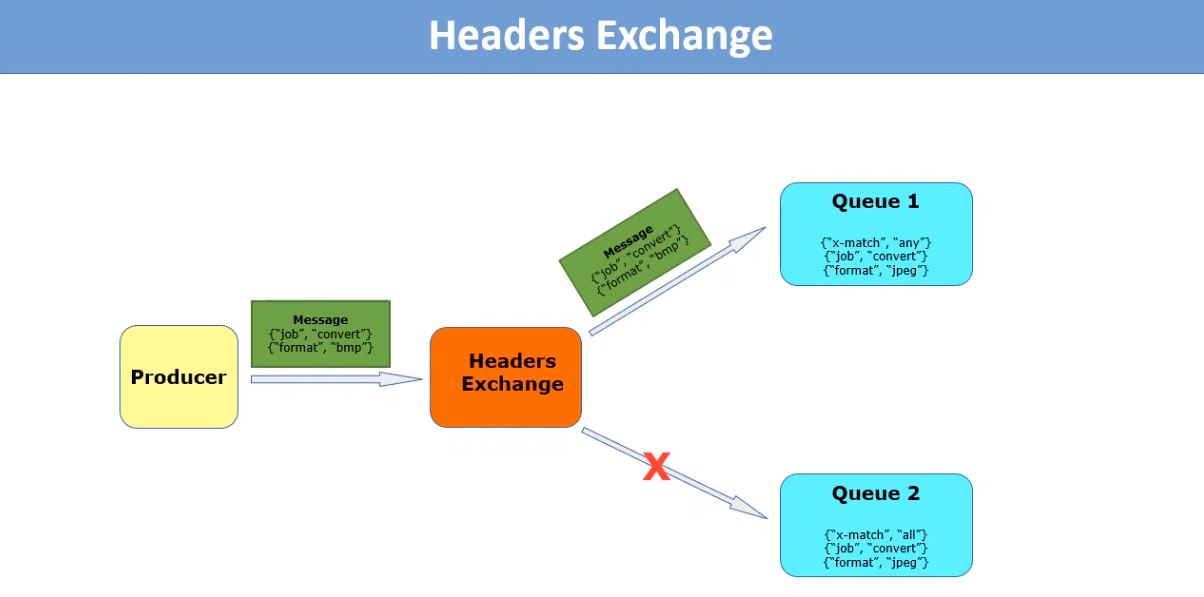 Headers Exchange
Message
{“job”, “convert”}
{“format”, “bmp”}
Producer
Headers
Exchange
Message
{“job”, “convert”}
{“format”, “bmp”}
Queue 1
{“x-match”, “any”}
{“job”, “convert”}
{“format”, “jpeg”}
X
Queue 2
{“x-match”, “all”}
{“job”, “convert”}
{“format”, “jpeg”}